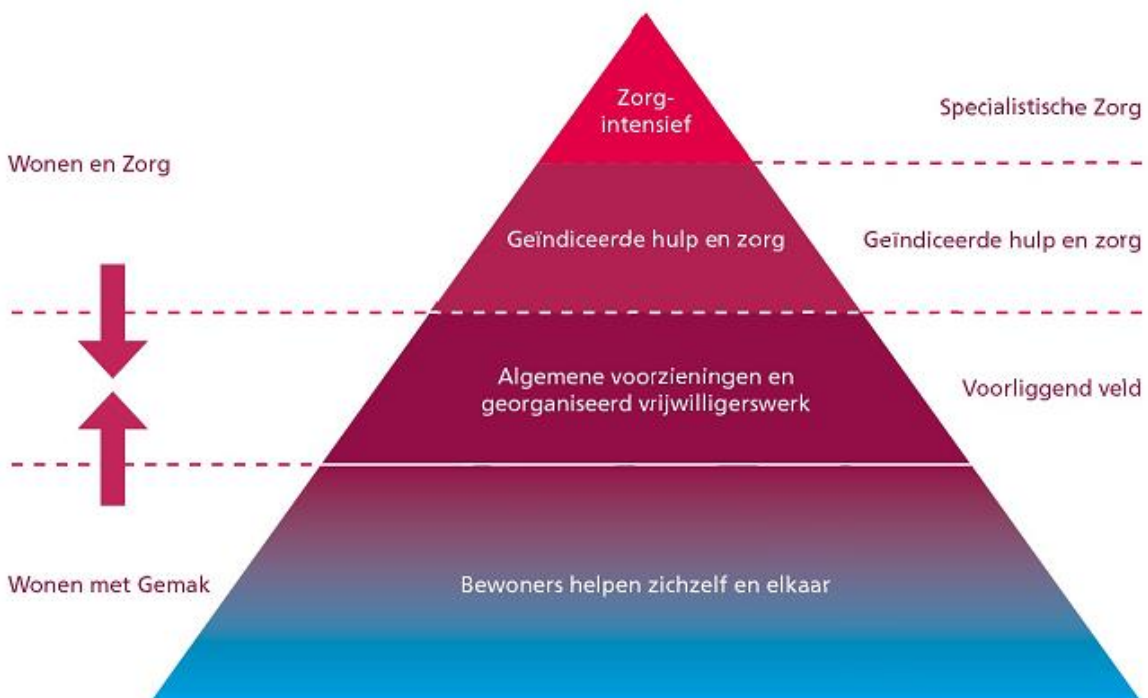 Zorg-
intensief
Specialistische Zorg
Wonen en Zorg
Geïndiceerde hulp en zorg
Geïndiceerde hulp en zorg
Algemene voorzieningen en
georganiseerd vrijwilligerswerk
Voorliggend veld
Wonen met Gemak
Bewoners helpen zichzelf en elkaar